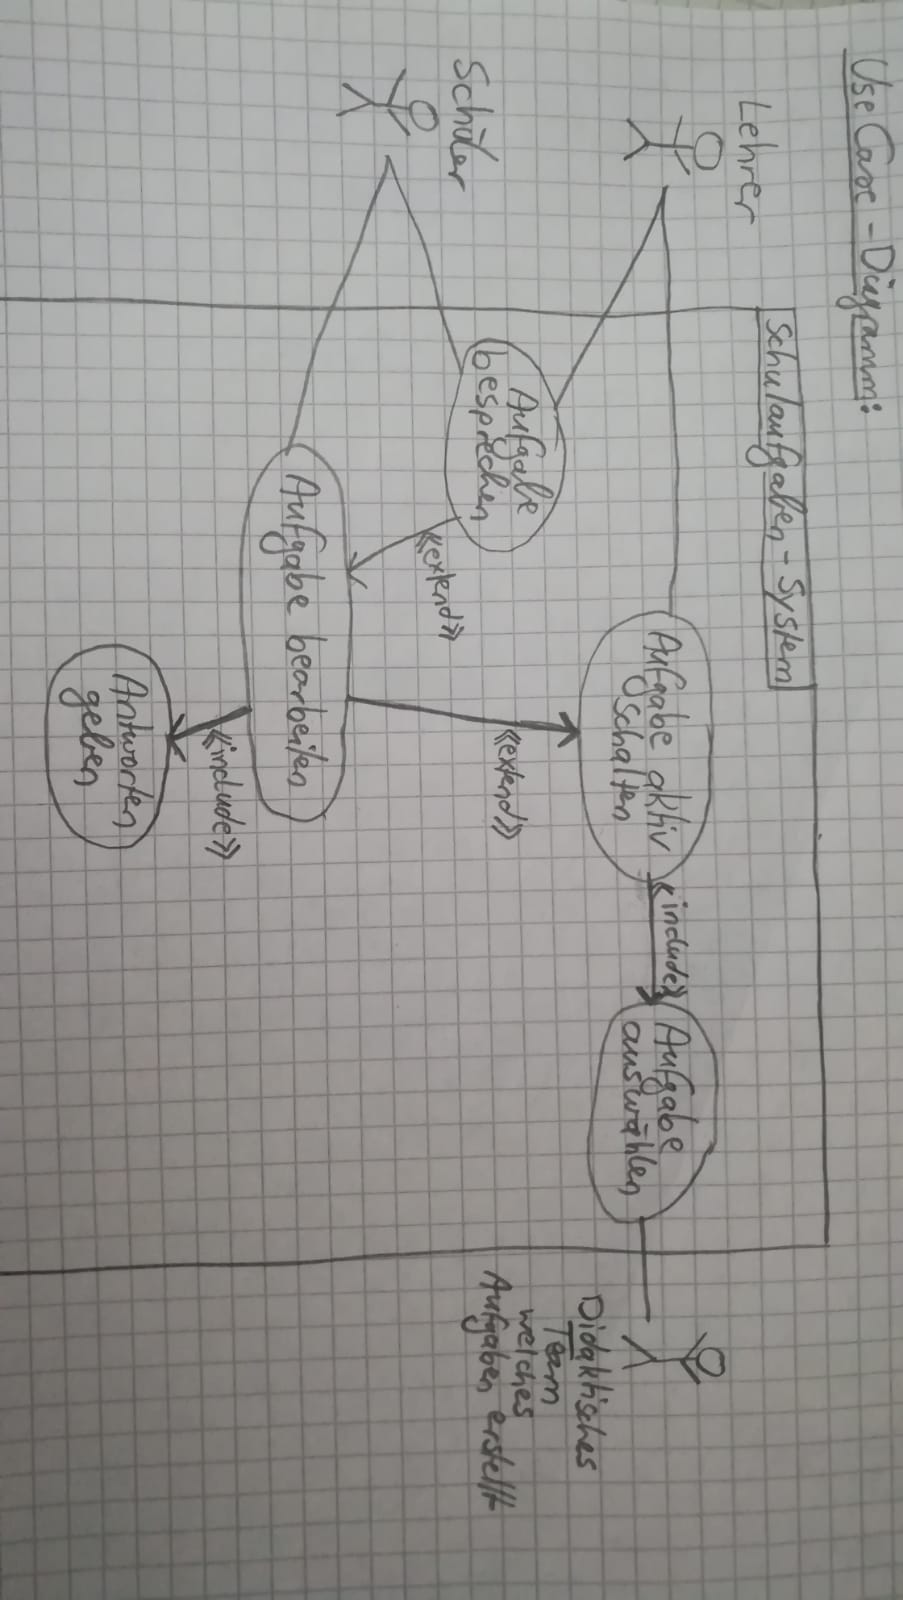 Use Case - Diagramm:
Schulaufgaben - System
Lehrer
Aufgabe aktiv
schalten
«include»
Aufgabe
auswählen
Didaktisches
Team
welches
Aufgaben erstellt
Aufgabe
besprechen
«extend»
Schüler
«extend»
Aufgabe bearbeiten
«include»
Antworten
geben